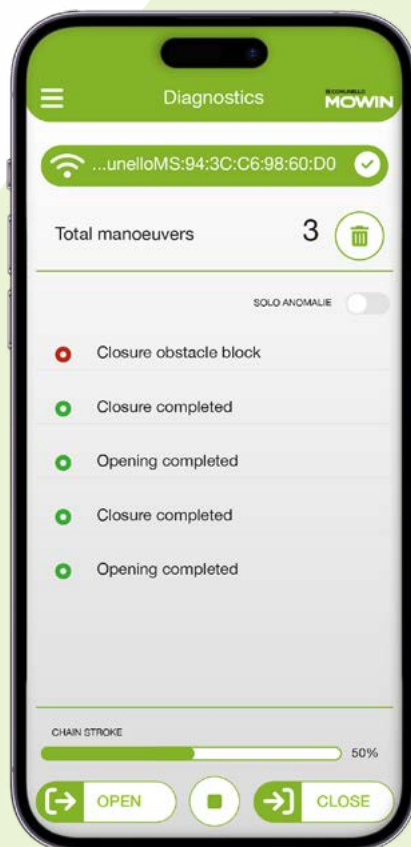 Diagnostics
COMUNELLO
MOWIN
...unelloMS:94:3C:C6:98:60:D0
Total manoeuvers 3
SOLO ANOMALIE
Closure obstacle block
Closure completed
Opening completed
Closure completed
Opening completed
CHAIN STROKE
50%
OPEN CLOSE